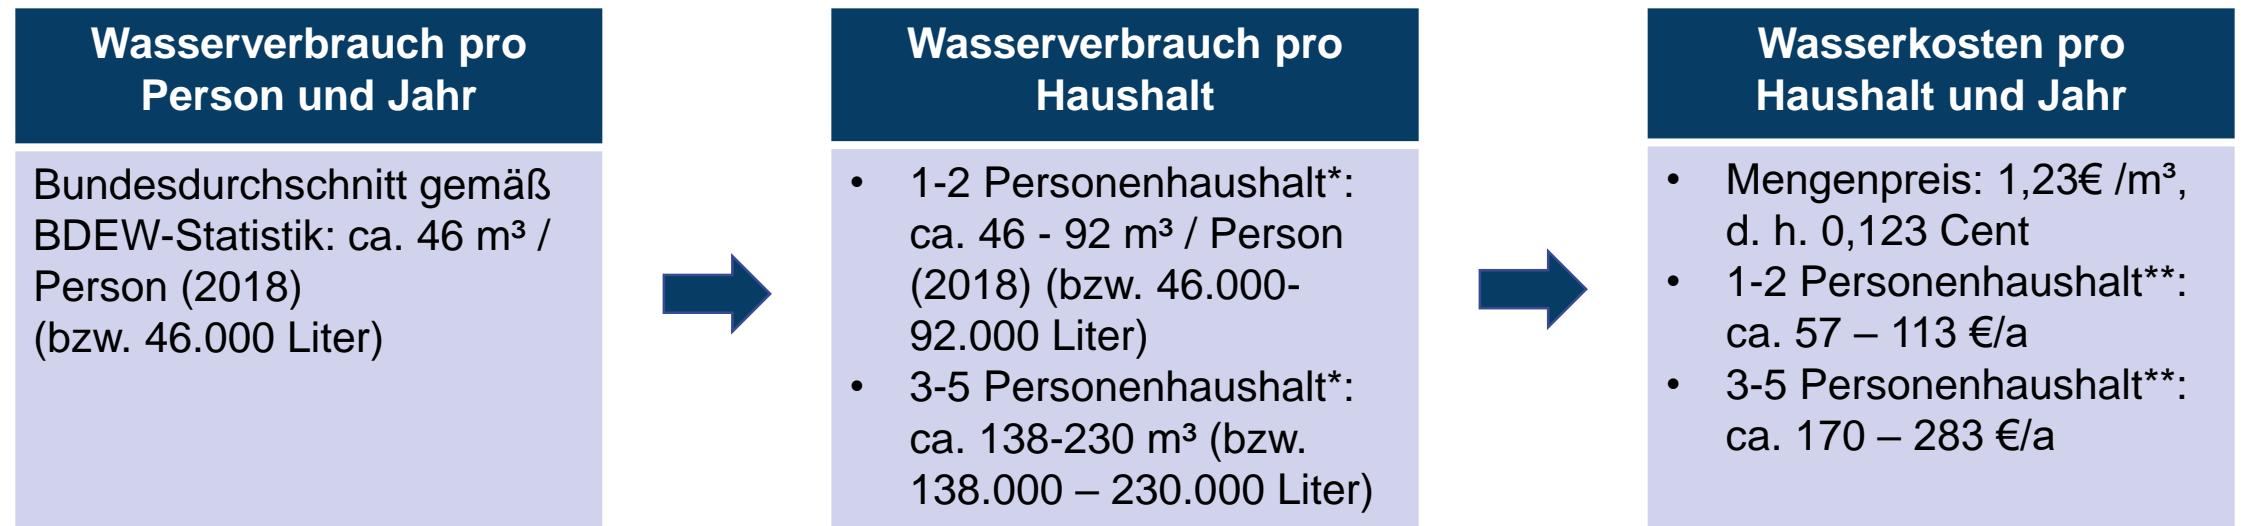 Wasserverbrauch pro
Person und Jahr
Bundesdurchschnitt gemäß
BDEW-Statistik: ca. 46 m³ /
Person (2018)
(bzw. 46.000 Liter)
Wasserverbrauch pro
Haushalt
• 1-2 Personenhaushalt*:
ca. 46 - 92 m³ / Person
(2018) (bzw. 46.000-
92.000 Liter)
• 3-5 Personenhaushalt*:
ca. 138-230 m³ (bzw.
138.000 – 230.000 Liter)
Wasserkosten pro
Haushalt und Jahr
• Mengenpreis: 1,23€ /m³,
d. h. 0,123 Cent
• 1-2 Personenhaushalt**:
ca. 57 – 113 €/a
• 3-5 Personenhaushalt**:
ca. 170 – 283 €/a